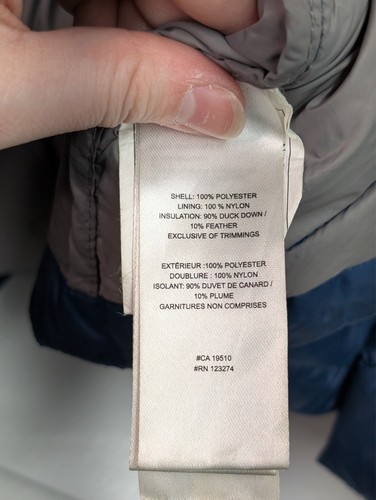 SHELL: 100% POLYESTER
LINING: 100 % NYLON
INSULATION: 90% DUCK DOWN /
10% FEATHER
EXCLUSIVE OF TRIMMINGS
EXTÉRIEUR :100% POLYESTER
DOUBLURE : 100% NYLON
ISOLANT: 90% DUVET DE CANARD /
10% PLUME
GARNITURES NON COMPRISES
#CA 19510
#RN 123274